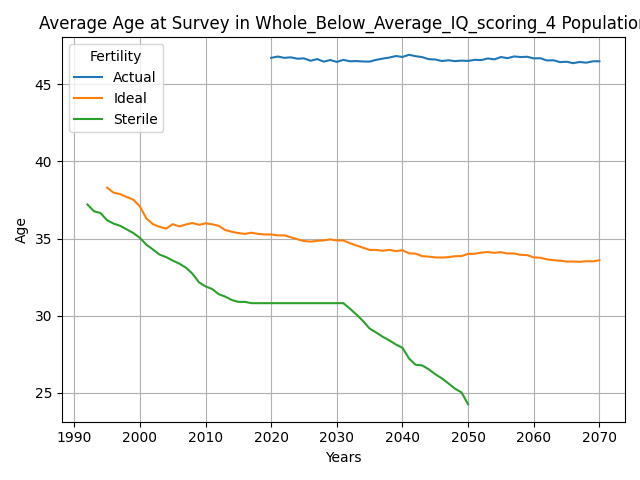 Average Age at Survey in Whole_Below_Average_IQ_scoring_4 Population
Fertility
Actual
Ideal
Sterile
Age
45
40
35
30
25
1990 2000 2010 2020 2030 2040 2050 2060 2070
Years